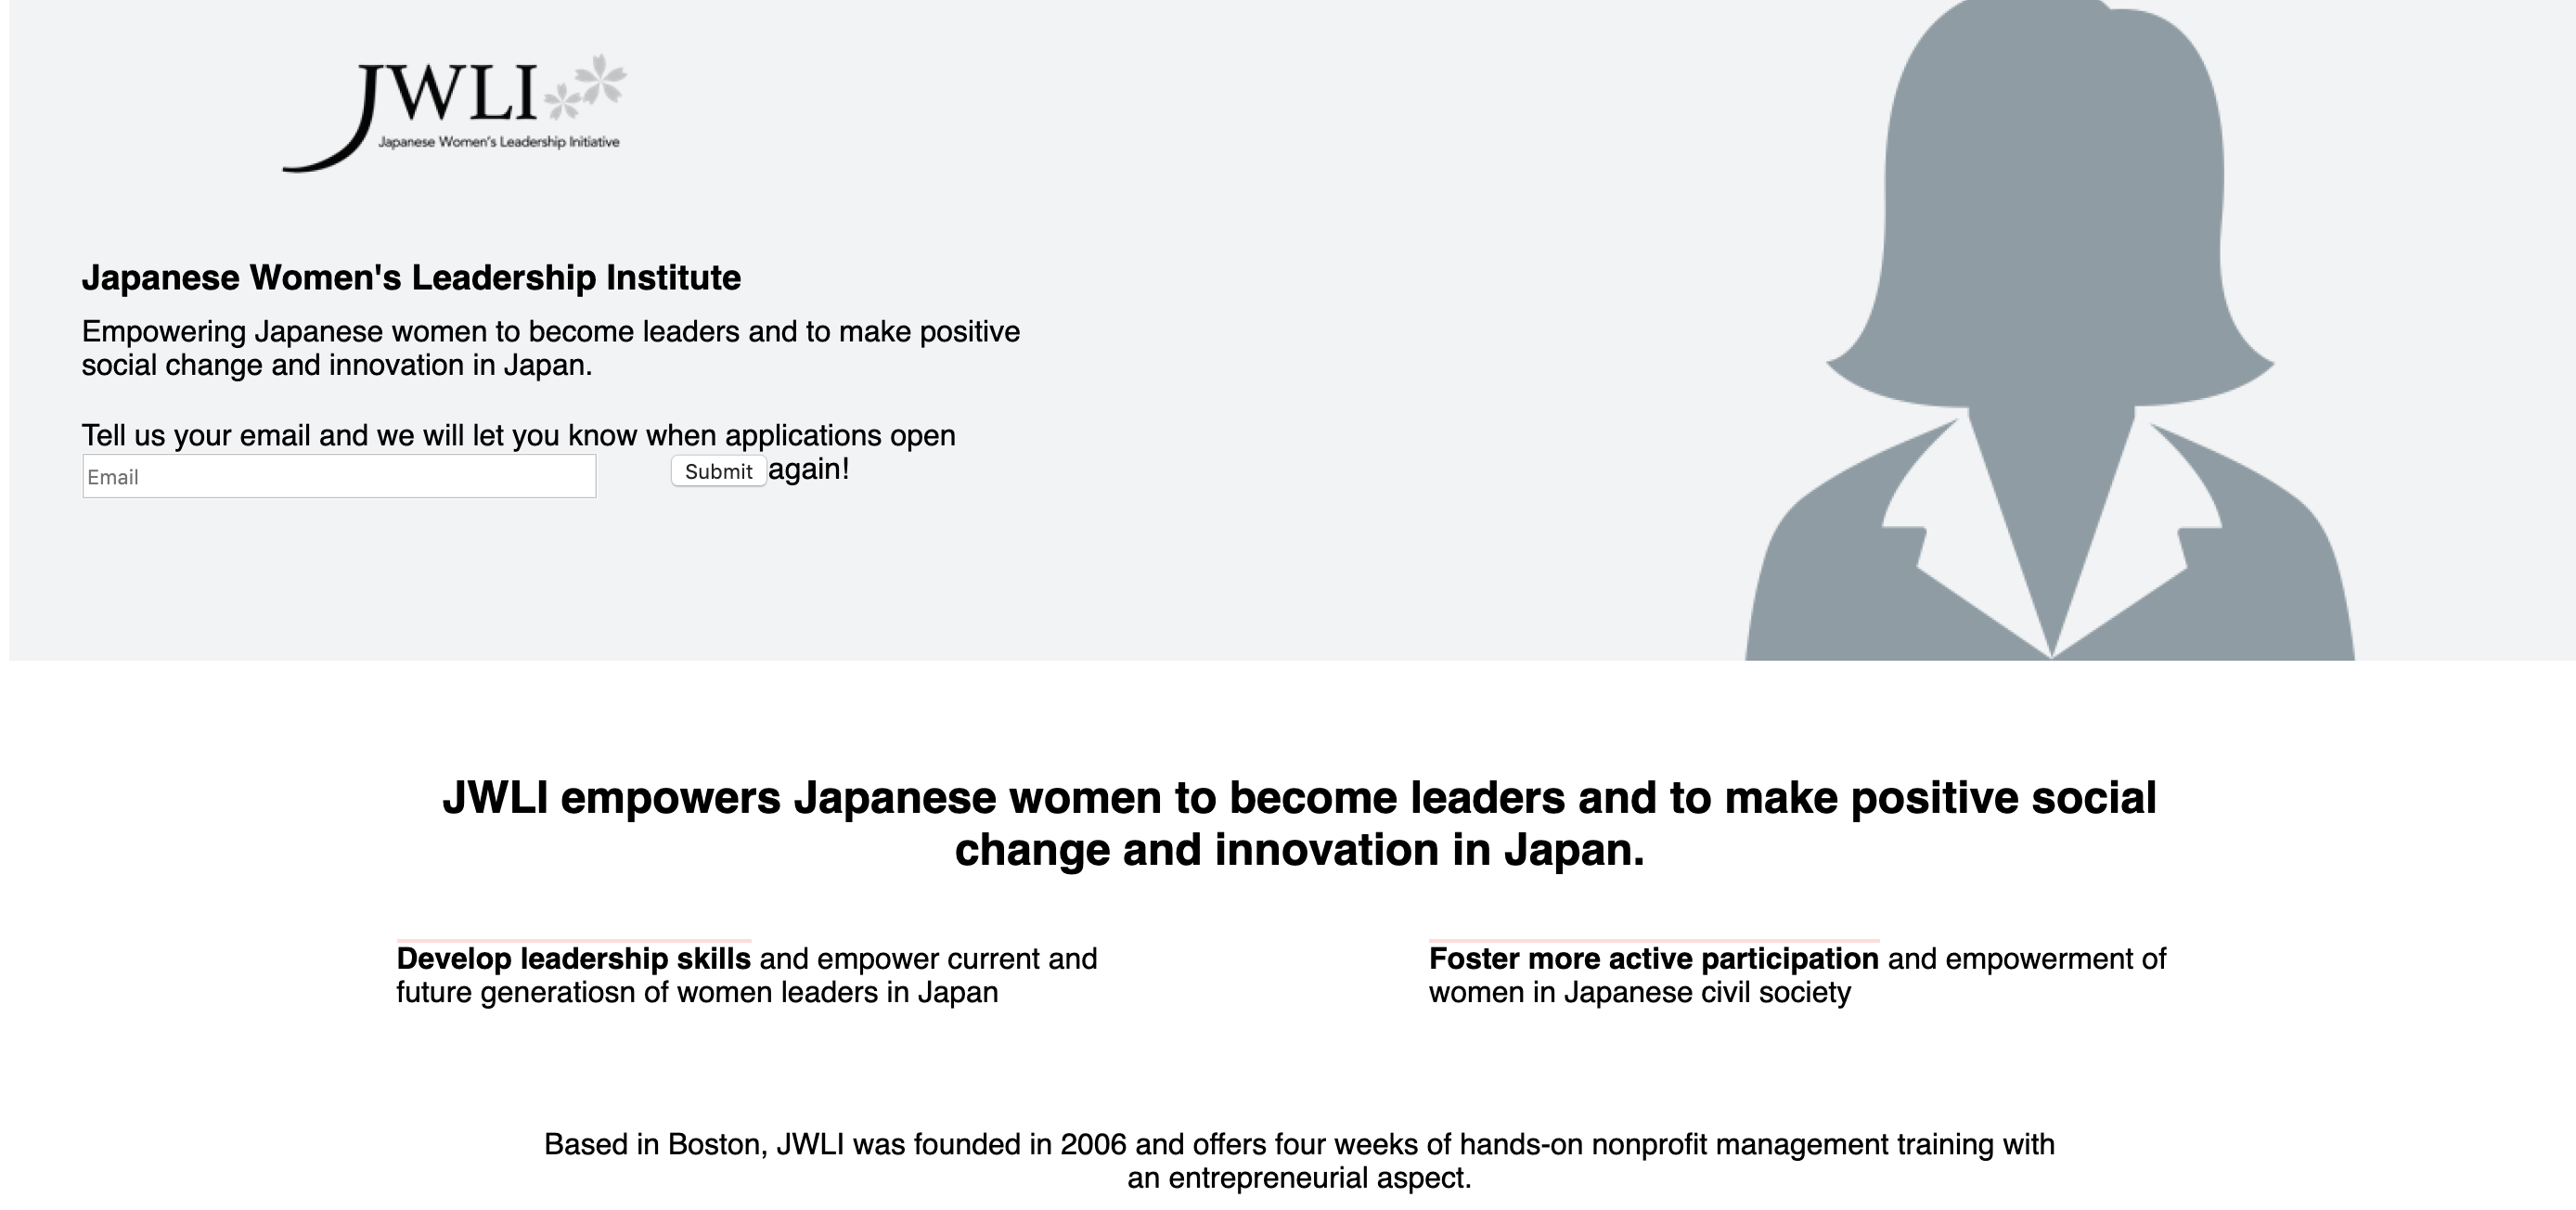 JWLI
Japanese Women's Leadership Initiative
Japanese Women's Leadership Institute
Empowering Japanese women to become leaders and to make positive
social change and innovation in Japan.
Tell us your email and we will let you know when applications open
again!
Email
Submit
JWLI empowers Japanese women to become leaders and to make positive social
change and innovation in Japan.
Develop leadership skills and empower current and
future generatiosn of women leaders in Japan
Foster more active participation and empowerment of
women in Japanese civil society
Based in Boston, JWLI was founded in 2006 and offers four weeks of hands-on nonprofit management training with
an entrepreneurial aspect.